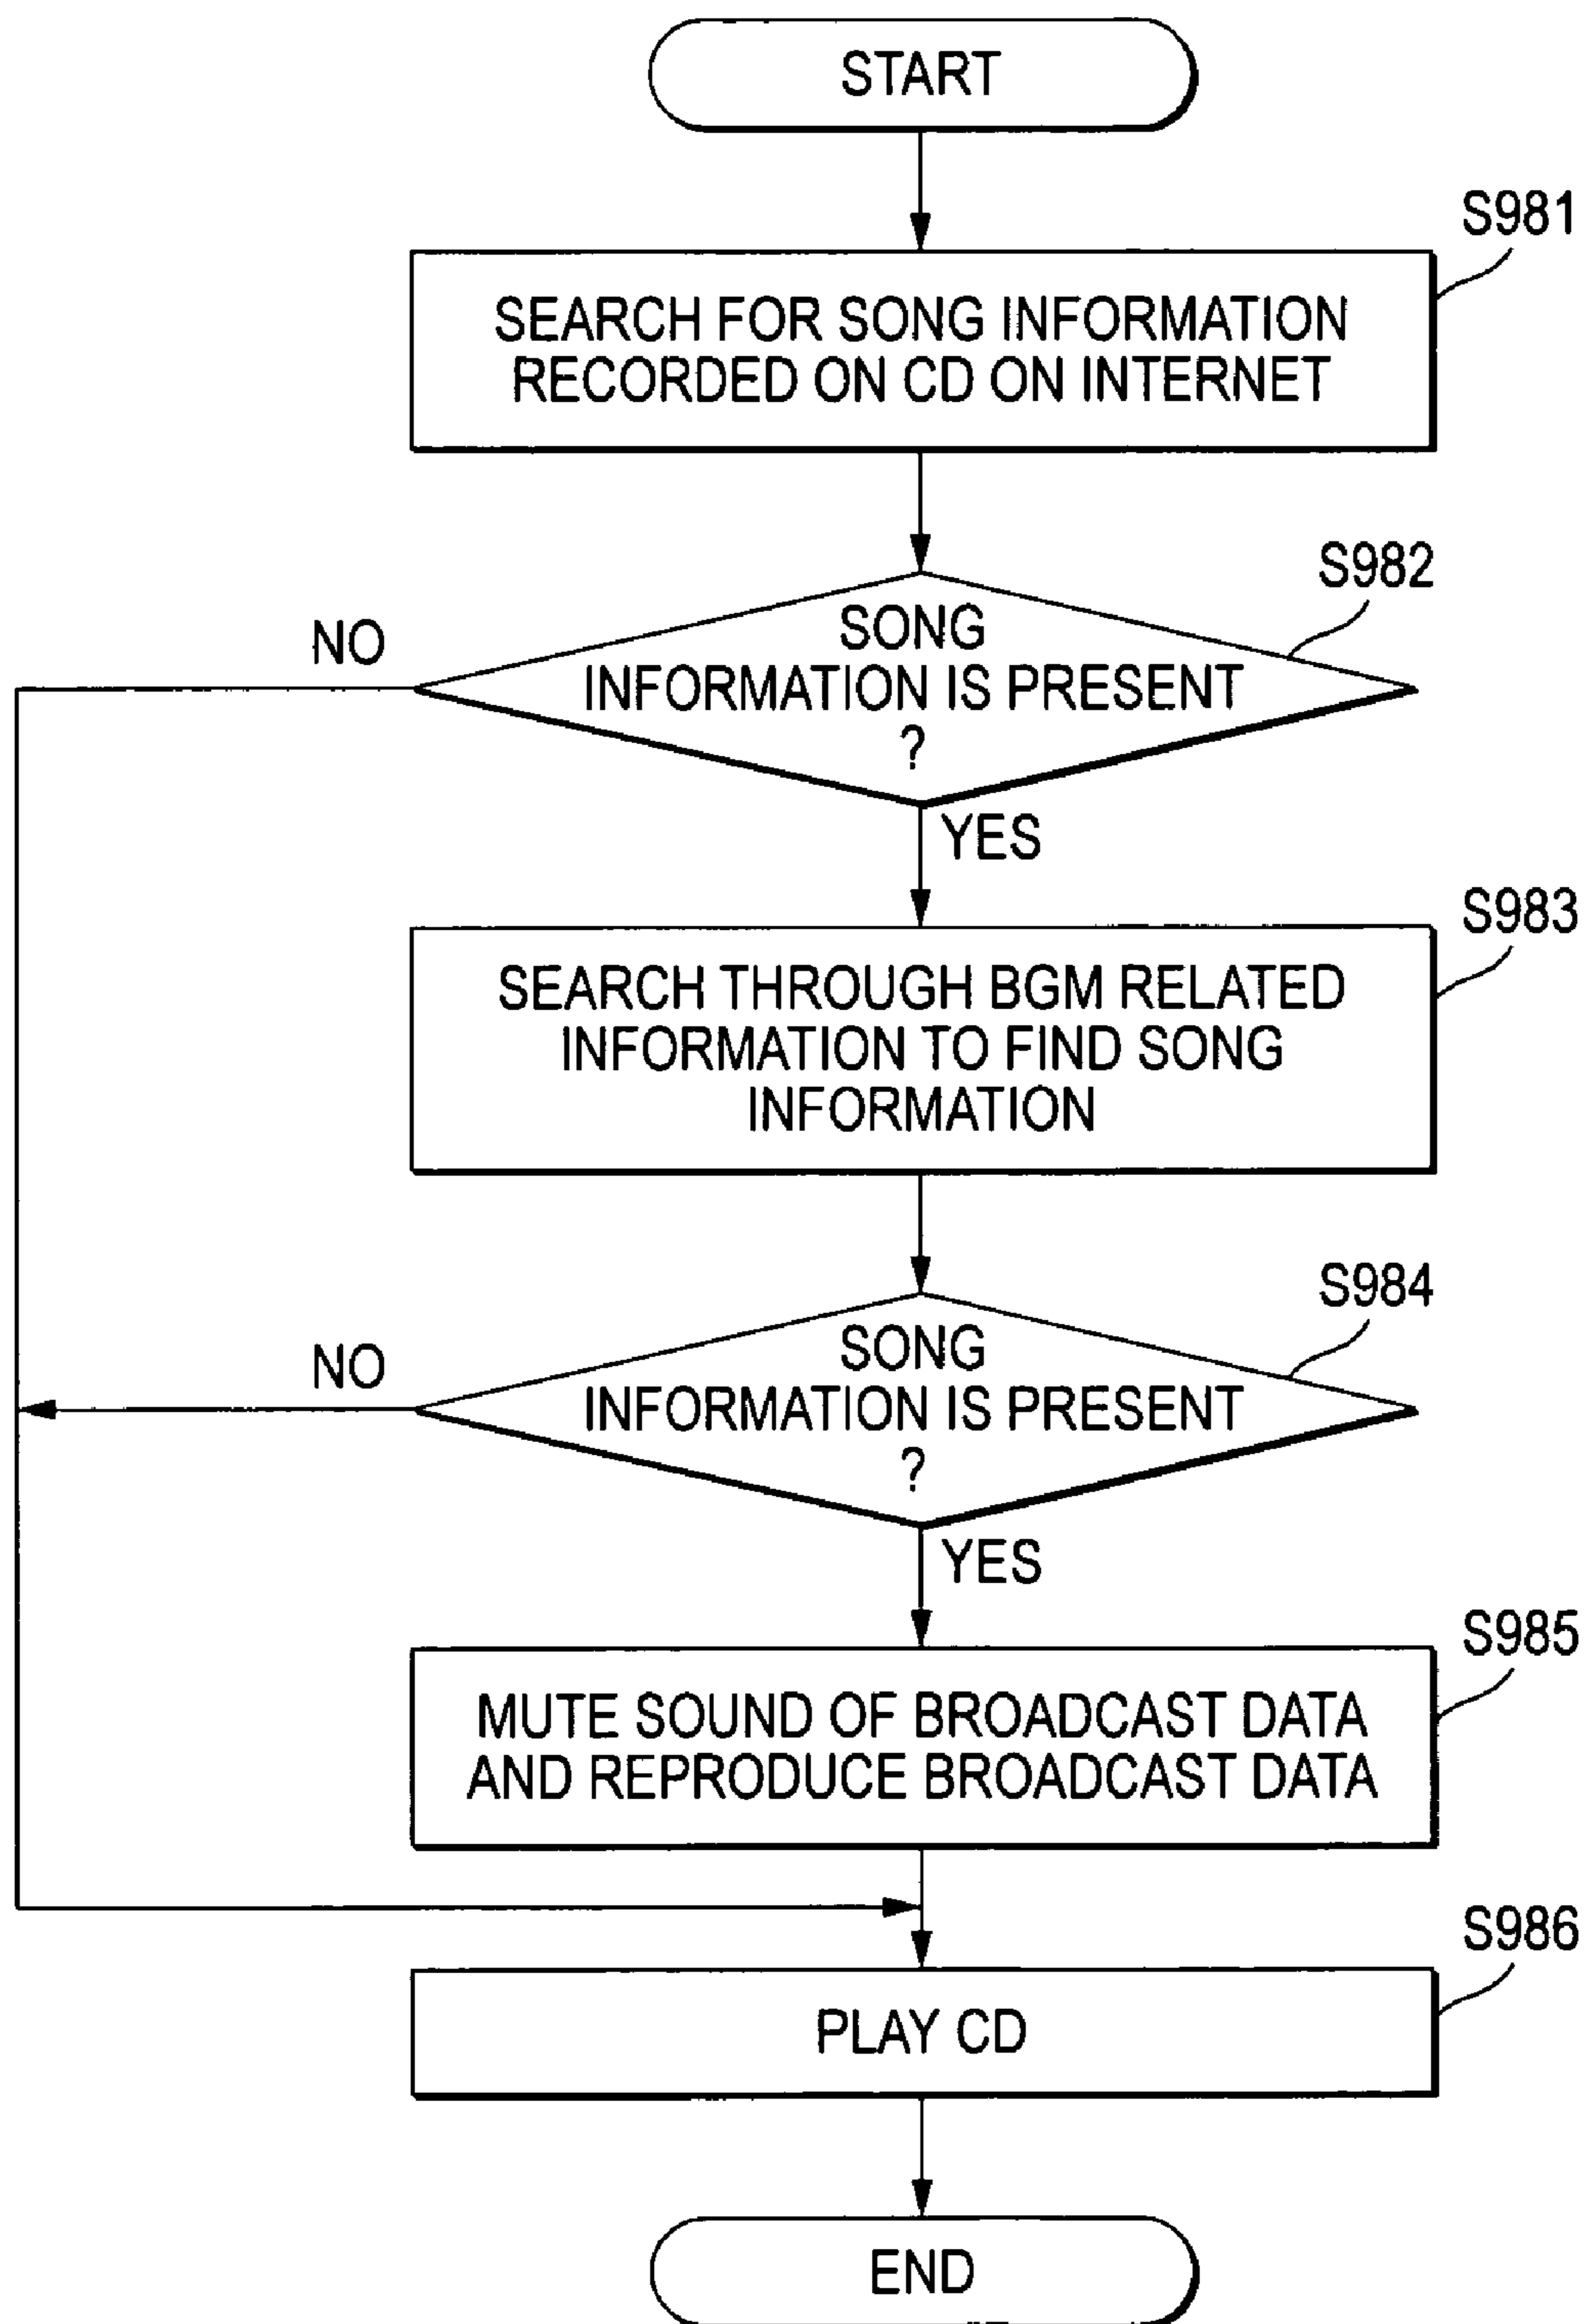 START
S981
SEARCH FOR SONG INFORMATION
RECORDED ON CD ON INTERNET
S982
NO
SONG
INFORMATION IS PRESENT
?
YES
S983
SEARCH THROUGH BGM RELATED
INFORMATION TO FIND SONG
INFORMATION
S984
NO
SONG
INFORMATION IS PRESENT
?
YES
S985
MUTE SOUND OF BROADCAST DATA
AND REPRODUCE BROADCAST DATA
S986
PLAY CD
END